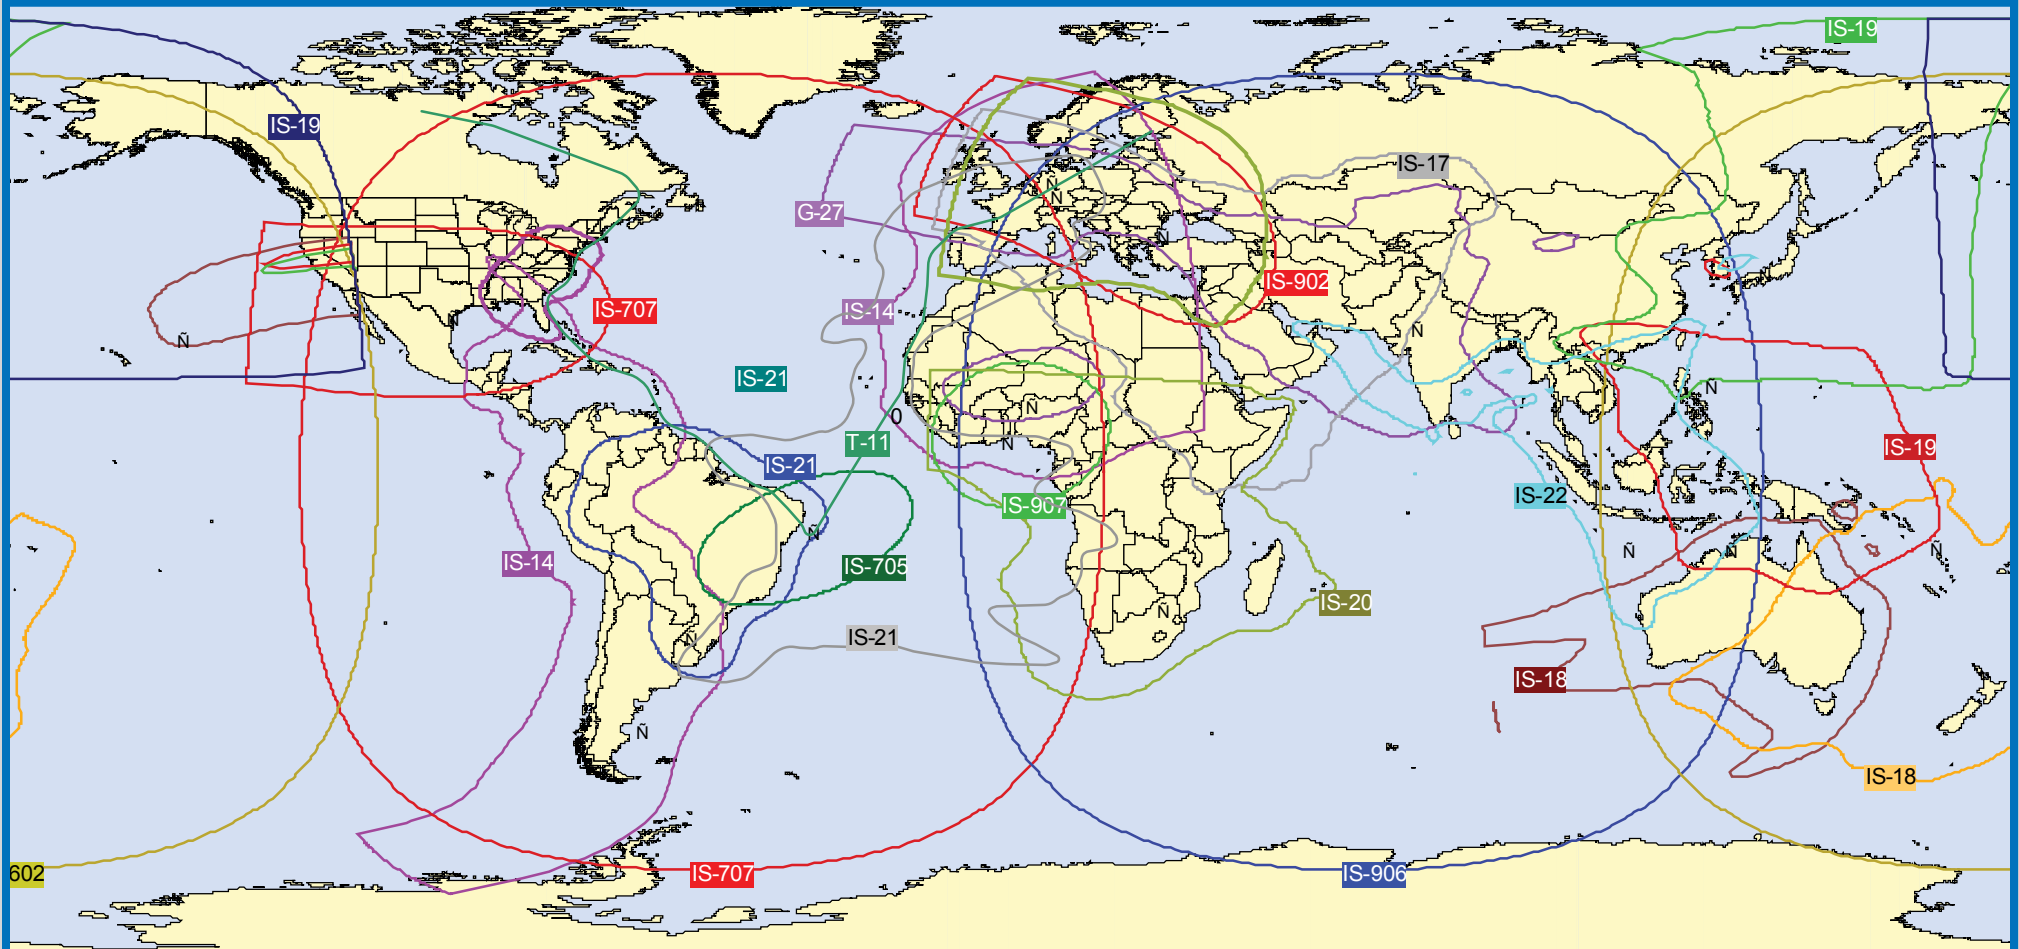 IS-19
IS-19
IS-17
Ñ
Ñ
G-27
Ñ
IS-902
IS-707
IS-14
Ñ
Ñ
Ñ
IS-21
Ñ
Ñ
0
T-11
Ñ
IS-19
IS-21
IS-22
IS-907
Ñ
IS-14
IS-705
Ñ
Ñ
Ñ
IS-20
Ñ
Ñ
IS-21
IS-18
Ñ
IS-18
602
IS-707
IS-906